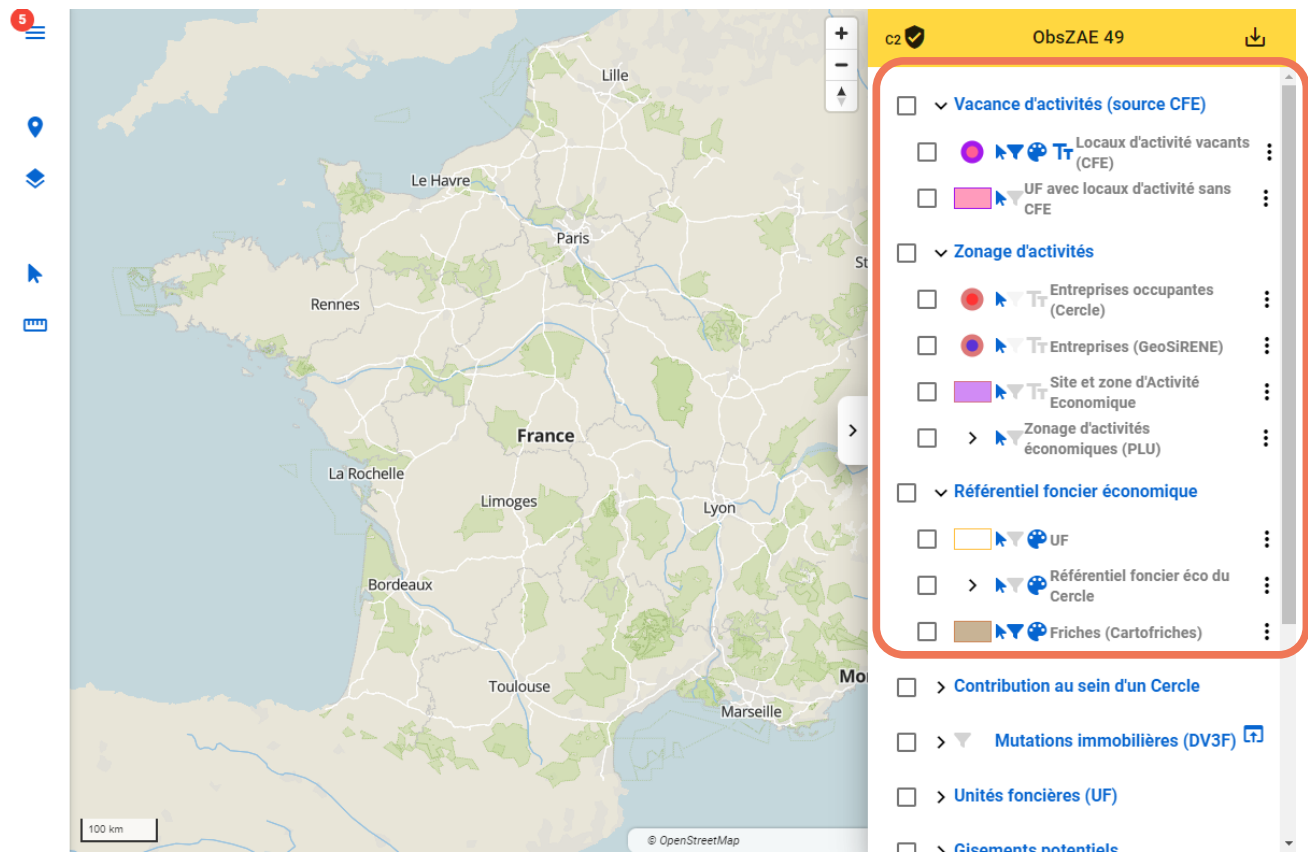 5
Lille
Le Havre
Paris
St
Rennes
France
La Rochelle
Limoges
Lyon
Bordeaux
Toulouse
Mo
Marseille
100 km
© OpenStreetMap
C2
ObsZAE 49
Vacance d'activités (source CFE)
Locaux d'activité vacants
(CFE)
UF avec locaux d'activité sans
CFE
Zonage d'activités
Entreprises occupantes
(Cercle)
Entreprises (GeoSiRENE)
Site et zone d'Activité
Economique
Zonage d'activités
économiques (PLU)
Référentiel foncier économique
UF
Référentiel foncier éco du
Cercle
Friches (Cartofriches)
Contribution au sein d'un Cercle
Mutations immobilières (DV3F)
Unités foncières (UF)
Gisements potentiels